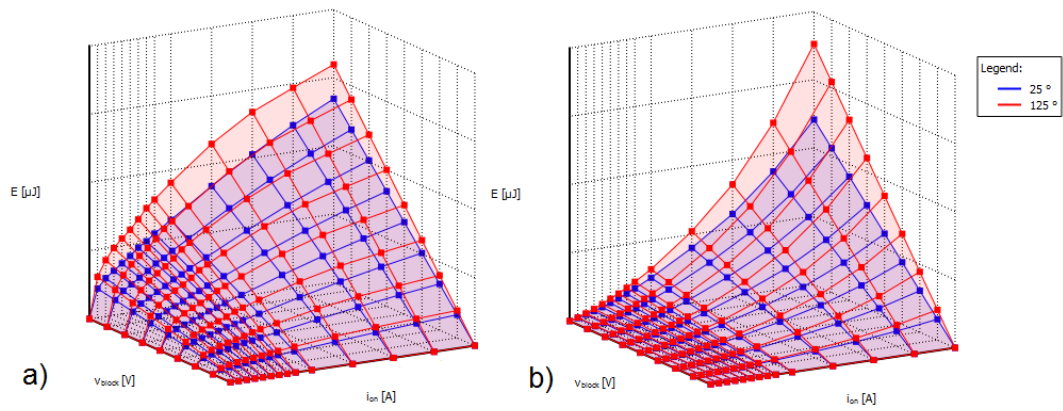 Legend:
25 °
125 °
E [µJ]
E [µJ]
a)
v_block [V]
i_on [A]
b)
v_block [V]
i_on [A]